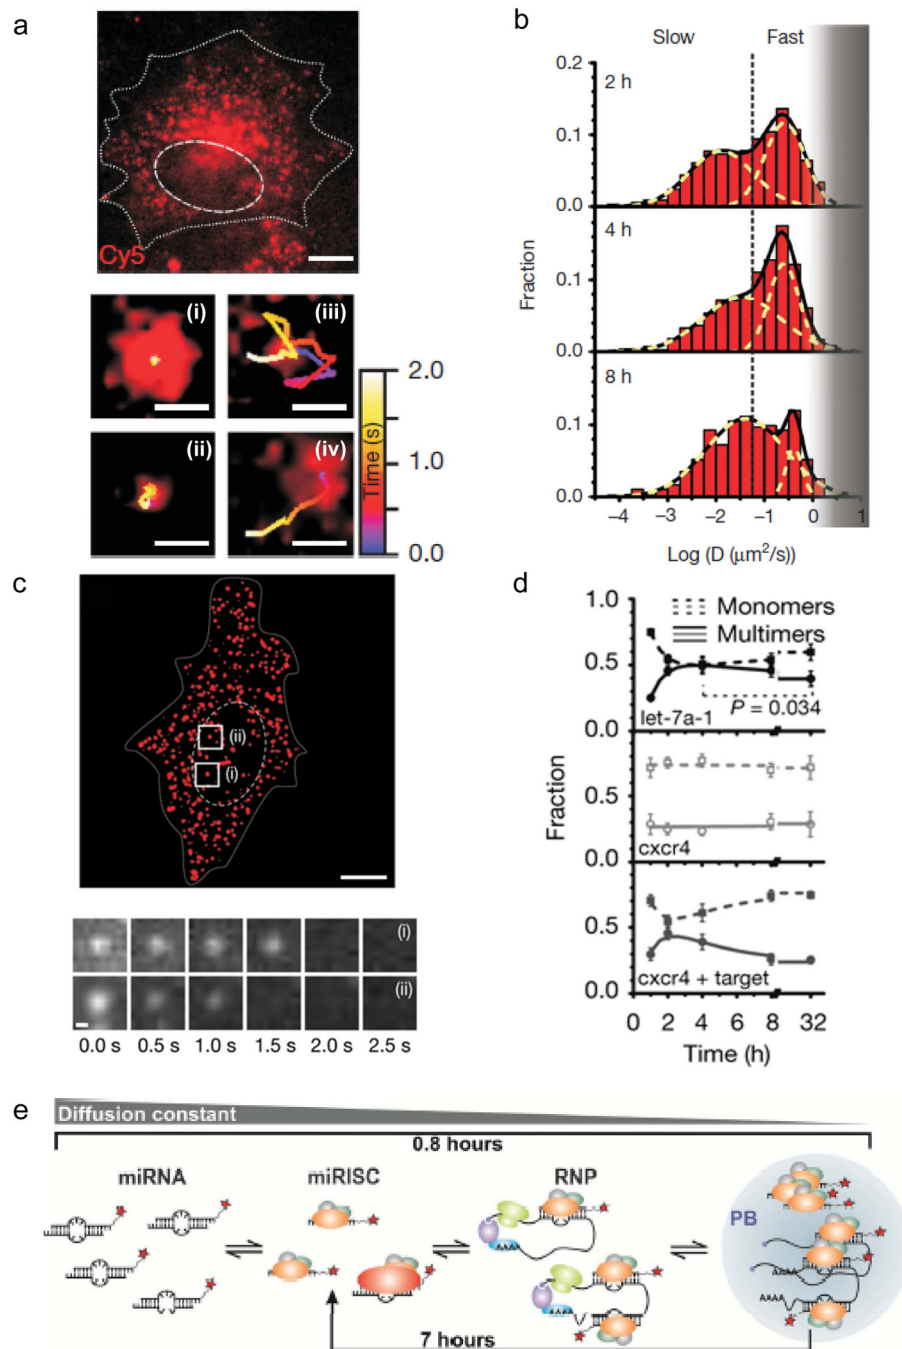 a
Cy5
(i)
(iii)
(ii)
(iv)
2.0
1.0
0.0
Time (s)
b
Slow Fast
0.2
2 h
0.1
0.0
4 h
0.1
0.0
8 h
0.1
0.0
Fraction
−4 −3 −2 −1 0 1
Log (D (μm²/s))
c
(ii)
(i)
(i)
(ii)
0.0 s 0.5 s 1.0 s 1.5 s 2.0 s 2.5 s
d
1.0
Monomers
Multimers
0.5
P = 0.034
let-7a-1
0.0
0.5
cxcr4
0.0
0.5
cxcr4 + target
0.0
Fraction
0 2 4 6 8 32
Time (h)
e
Diffusion constant
0.8 hours
miRNA miRISC RNP
PB
AAAA
AAAA
AAAA
AAAA
7 hours